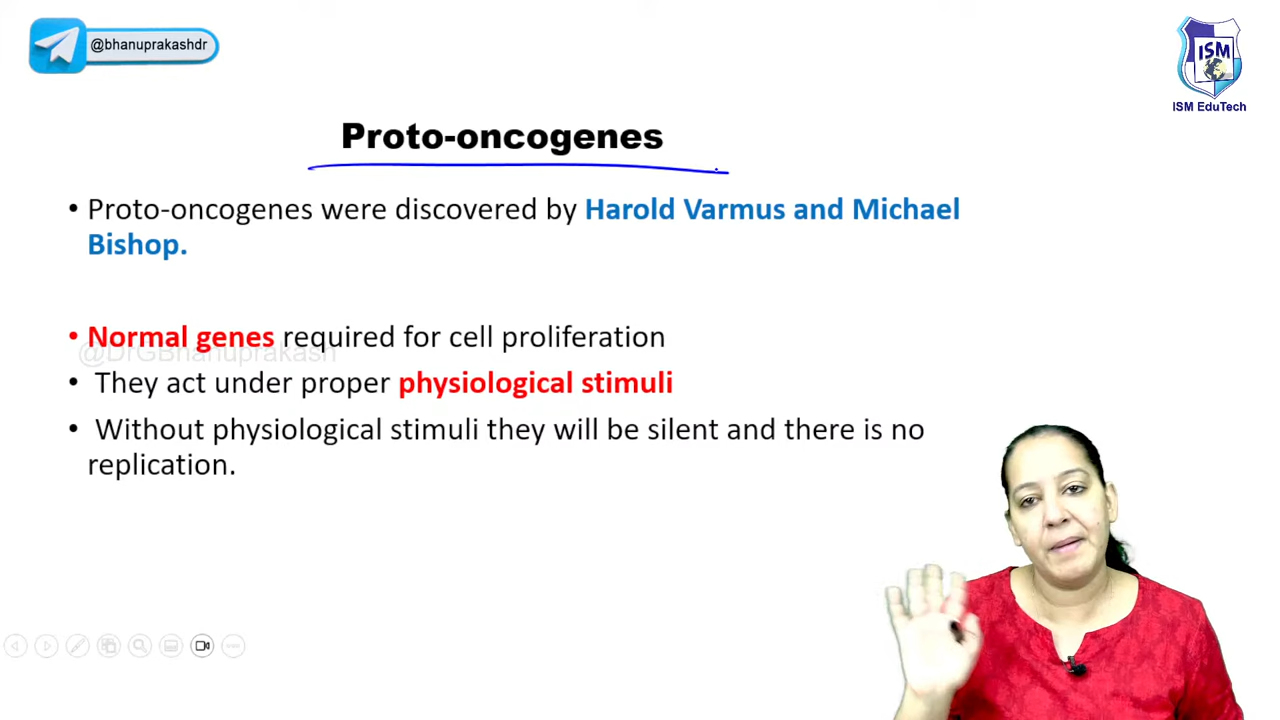 @bhanuprakashdr
ISM
ISM EduTech
Proto-oncogenes
• Proto-oncogenes were discovered by Harold Varmus and Michael
Bishop.
• Normal genes required for cell proliferation
@DrGBhanuprakash
• They act under proper physiological stimuli
• Without physiological stimuli they will be silent and there is no
replication.